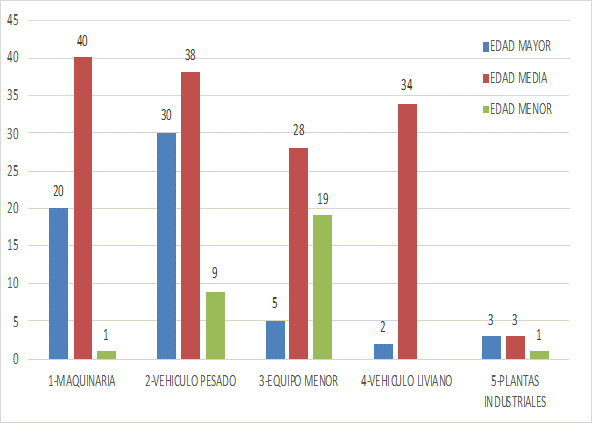 45
40
35
30
25
20
15
10
5
0
20
40
1
30
38
9
5
28
19
2
34
3
3
1
EDAD MAYOR
EDAD MEDIA
EDAD MENOR
1-MAQUINARIA
2-VEHICULO PESADO
3-EQUIPO MENOR
4-VEHICULO LIVIANO
5-PLANTAS
INDUSTRIALES